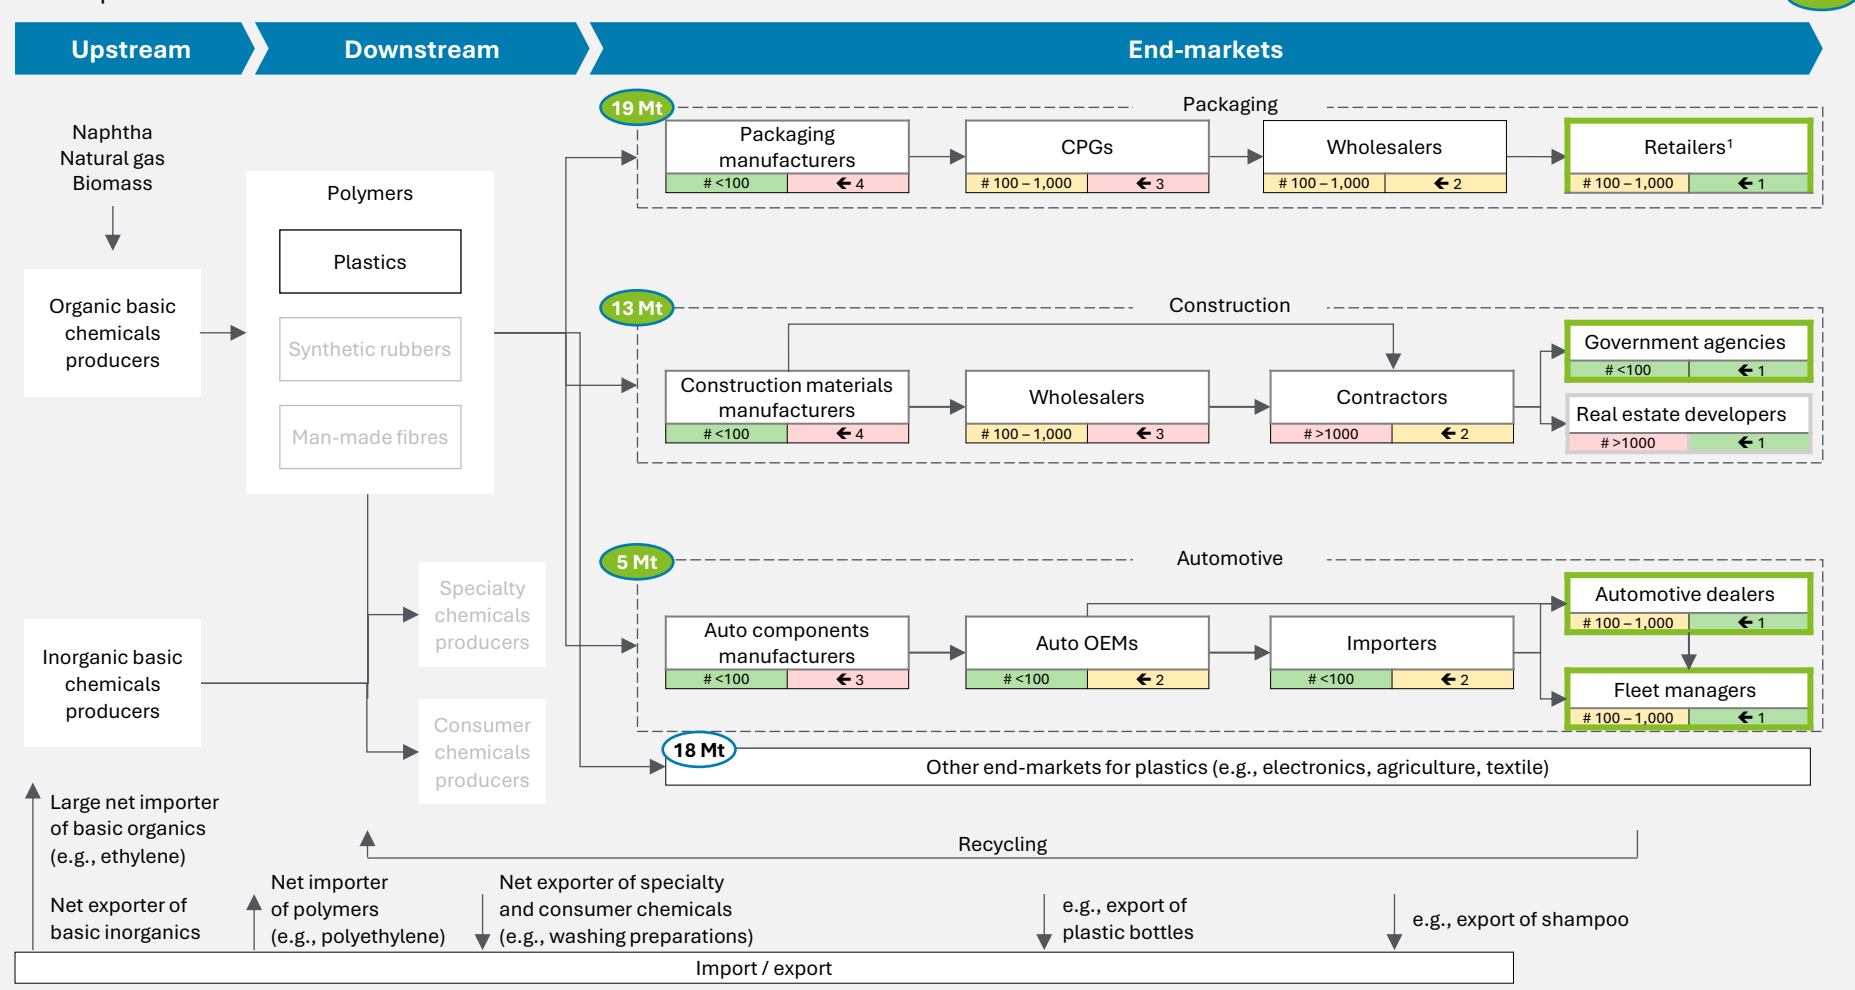 Upstream
Downstream
End-markets
Naphtha
Natural gas
Biomass
Organic basic
chemicals
producers
Inorganic basic
chemicals
producers
Polymers
Plastics
Synthetic rubbers
Man-made fibres
Specialty
chemicals
producers
Consumer
chemicals
producers
19 Mt
Packaging
Packaging
manufacturers
# <100
🡨 4
CPGs
# 100 – 1,000
🡨 3
Wholesalers
# 100 – 1,000
🡨 2
Retailers¹
# 100 – 1,000
🡨 1
13 Mt
Construction
Construction materials
manufacturers
# <100
🡨 4
Wholesalers
# 100 – 1,000
🡨 3
Contractors
# >1000
🡨 2
Government agencies
# <100
🡨 1
Real estate developers
# >1000
🡨 1
5 Mt
Automotive
Auto components
manufacturers
# <100
🡨 3
Auto OEMs
# <100
🡨 2
Importers
# <100
🡨 2
Automotive dealers
# 100 – 1,000
🡨 1
Fleet managers
# 100 – 1,000
🡨 1
18 Mt
Other end-markets for plastics (e.g., electronics, agriculture, textile)
Recycling
Large net importer
of basic organics
(e.g., ethylene)
Net exporter of
basic inorganics
Net importer
of polymers
(e.g., polyethylene)
Net exporter of specialty
and consumer chemicals
(e.g., washing preparations)
e.g., export of
plastic bottles
e.g., export of shampoo
Import / export